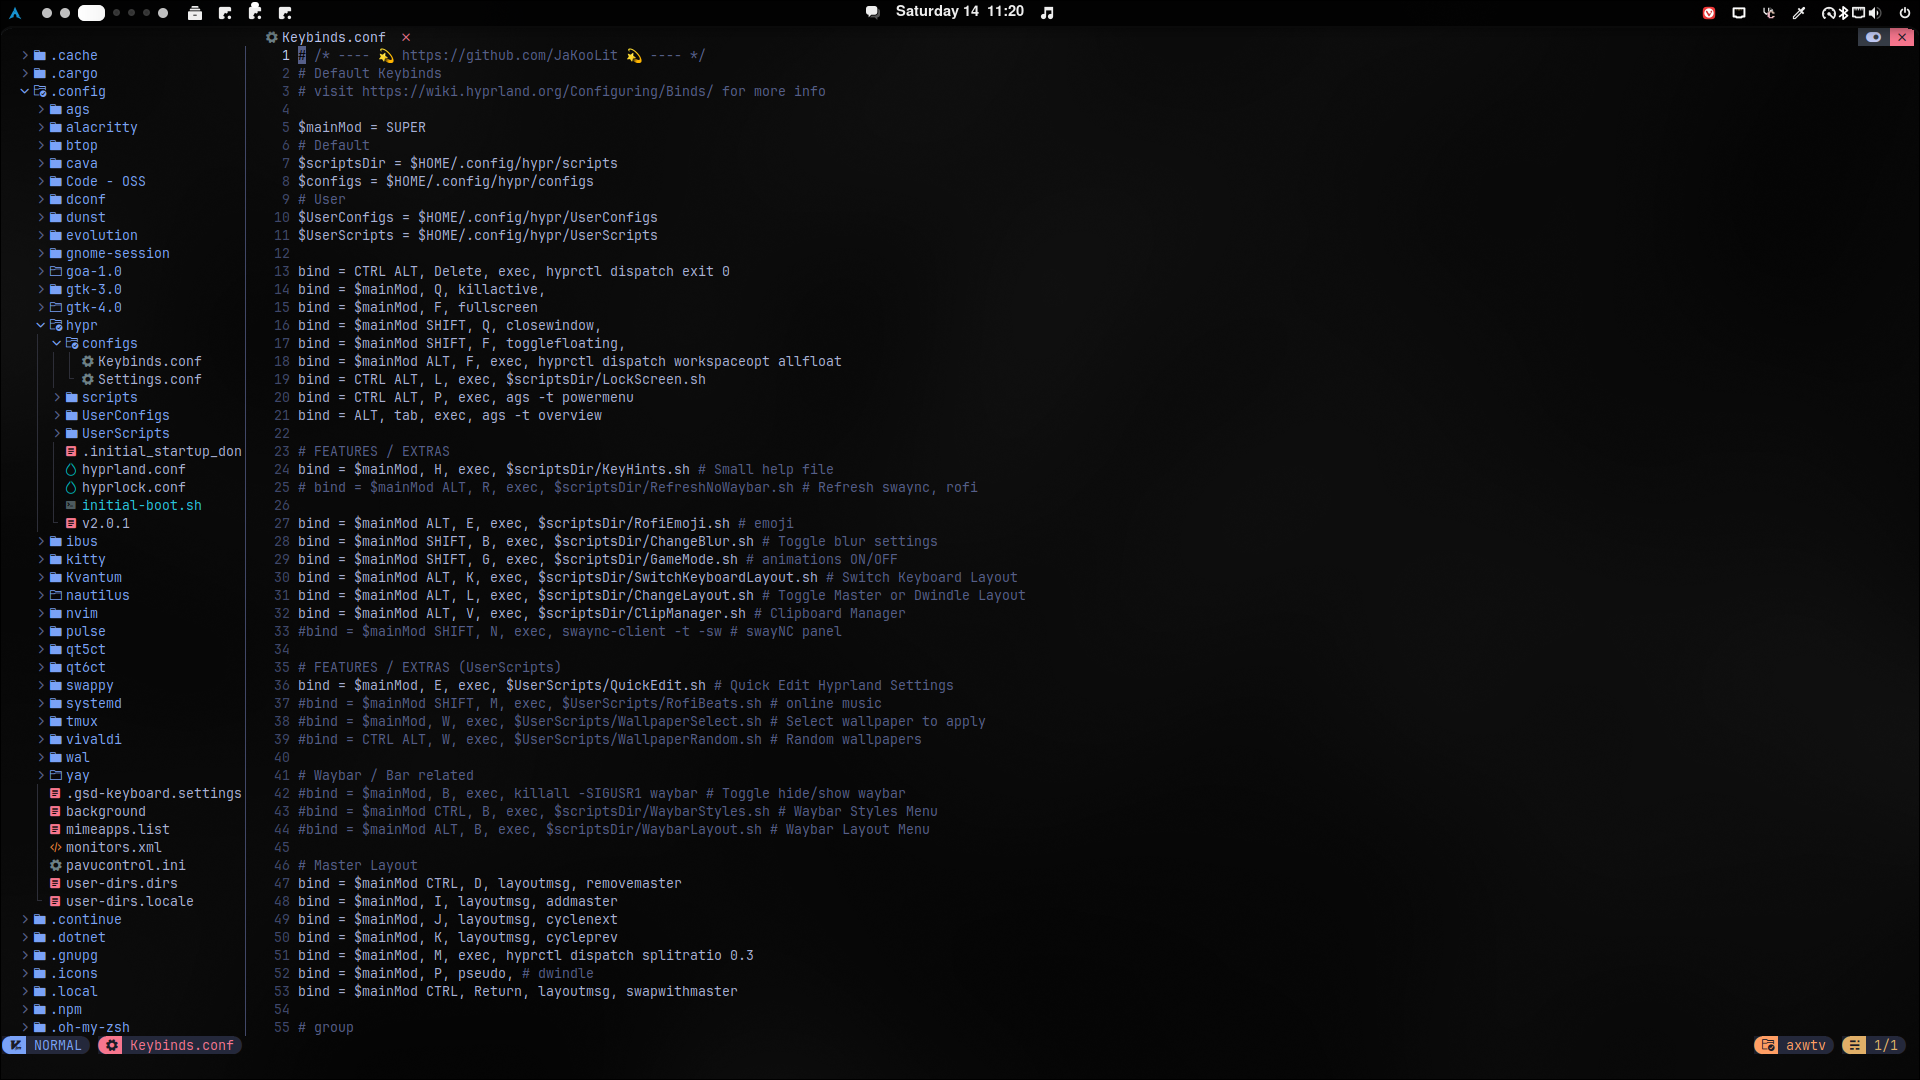 Saturday 14  11:20
Keybinds.conf
.cache
.cargo
.config
ags
alacritty
btop
cava
Code - OSS
dconf
dunst
evolution
gnome-session
goa-1.0
gtk-3.0
gtk-4.0
hypr
configs
Keybinds.conf
Settings.conf
scripts
UserConfigs
UserScripts
.initial_startup_don
hyprland.conf
hyprlock.conf
initial-boot.sh
v2.0.1
ibus
kitty
Kvantum
nautilus
nvim
pulse
qt5ct
qt6ct
swappy
systemd
tmux
vivaldi
wal
yay
.gsd-keyboard.settings
background
mimeapps.list
monitors.xml
pavucontrol.ini
user-dirs.dirs
user-dirs.locale
.continue
.dotnet
.gnupg
.icons
.local
.npm
.oh-my-zsh
1 # /* ---- 💫 https://github.com/JaKooLit 💫 ---- */
2 # Default Keybinds
3 # visit https://wiki.hyprland.org/Configuring/Binds/ for more info
4
5 $mainMod = SUPER
6 # Default
7 $scriptsDir = $HOME/.config/hypr/scripts
8 $configs = $HOME/.config/hypr/configs
9 # User
10 $UserConfigs = $HOME/.config/hypr/UserConfigs
11 $UserScripts = $HOME/.config/hypr/UserScripts
12
13 bind = CTRL ALT, Delete, exec, hyprctl dispatch exit 0
14 bind = $mainMod, Q, killactive,
15 bind = $mainMod, F, fullscreen
16 bind = $mainMod SHIFT, Q, closewindow,
17 bind = $mainMod SHIFT, F, togglefloating,
18 bind = $mainMod ALT, F, exec, hyprctl dispatch workspaceopt allfloat
19 bind = CTRL ALT, L, exec, $scriptsDir/LockScreen.sh
20 bind = CTRL ALT, P, exec, ags -t powermenu
21 bind = ALT, tab, exec, ags -t overview
22
23 # FEATURES / EXTRAS
24 bind = $mainMod, H, exec, $scriptsDir/KeyHints.sh # Small help file
25 # bind = $mainMod ALT, R, exec, $scriptsDir/RefreshNoWaybar.sh # Refresh swaync, rofi
26
27 bind = $mainMod ALT, E, exec, $scriptsDir/RofiEmoji.sh # emoji
28 bind = $mainMod SHIFT, B, exec, $scriptsDir/ChangeBlur.sh # Toggle blur settings
29 bind = $mainMod SHIFT, G, exec, $scriptsDir/GameMode.sh # animations ON/OFF
30 bind = $mainMod ALT, K, exec, $scriptsDir/SwitchKeyboardLayout.sh # Switch Keyboard Layout
31 bind = $mainMod ALT, L, exec, $scriptsDir/ChangeLayout.sh # Toggle Master or Dwindle Layout
32 bind = $mainMod ALT, V, exec, $scriptsDir/ClipManager.sh # Clipboard Manager
33 #bind = $mainMod SHIFT, N, exec, swaync-client -t -sw # swayNC panel
34
35 # FEATURES / EXTRAS (UserScripts)
36 bind = $mainMod, E, exec, $UserScripts/QuickEdit.sh # Quick Edit Hyprland Settings
37 #bind = $mainMod SHIFT, M, exec, $UserScripts/RofiBeats.sh # online music
38 #bind = $mainMod, W, exec, $UserScripts/WallpaperSelect.sh # Select wallpaper to apply
39 #bind = CTRL ALT, W, exec, $UserScripts/WallpaperRandom.sh # Random wallpapers
40
41 # Waybar / Bar related
42 #bind = $mainMod, B, exec, killall -SIGUSR1 waybar # Toggle hide/show waybar
43 #bind = $mainMod CTRL, B, exec, $scriptsDir/WaybarStyles.sh # Waybar Styles Menu
44 #bind = $mainMod ALT, B, exec, $scriptsDir/WaybarLayout.sh # Waybar Layout Menu
45
46 # Master Layout
47 bind = $mainMod CTRL, D, layoutmsg, removemaster
48 bind = $mainMod, I, layoutmsg, addmaster
49 bind = $mainMod, J, layoutmsg, cyclenext
50 bind = $mainMod, K, layoutmsg, cycleprev
51 bind = $mainMod, M, exec, hyprctl dispatch splitratio 0.3
52 bind = $mainMod, P, pseudo, # dwindle
53 bind = $mainMod CTRL, Return, layoutmsg, swapwithmaster
54
55 # group
NORMAL
Keybinds.conf
axwtv
1/1